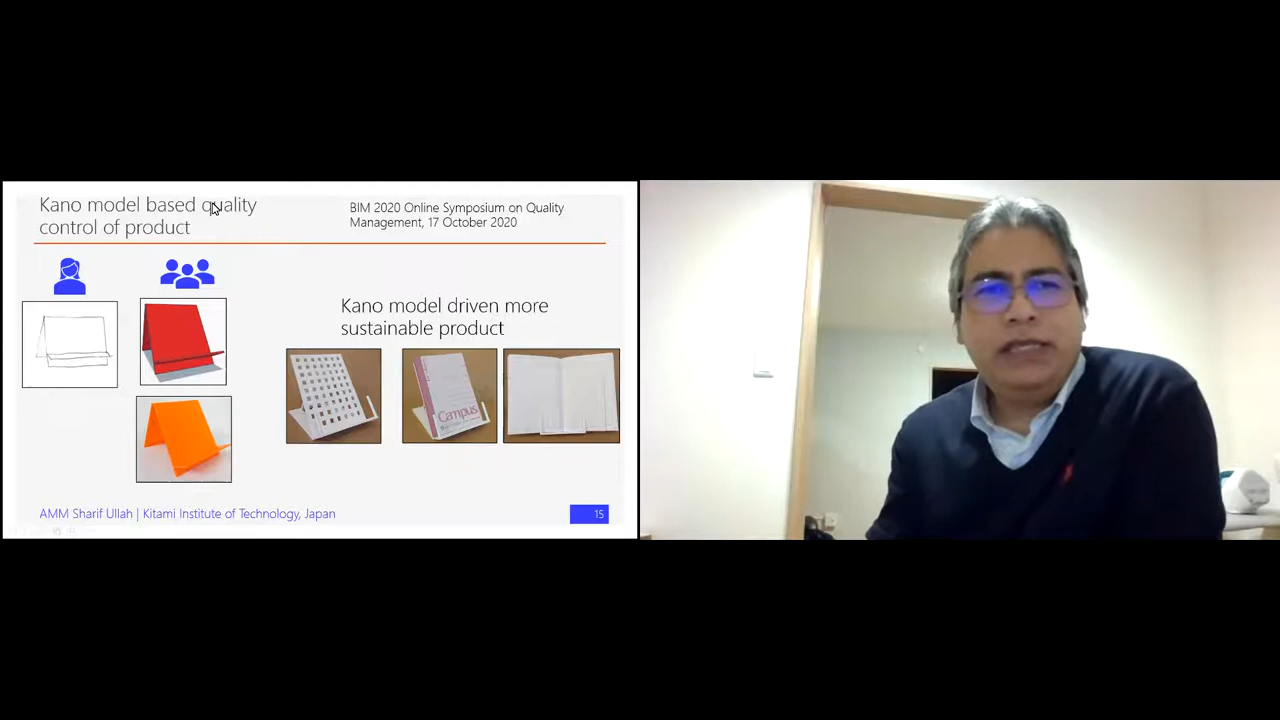 Kano model based quality
control of product
BIM 2020 Online Symposium on Quality
Management, 17 October 2020
Kano model driven more
sustainable product
Campus
AMM Sharif Ullah | Kitami Institute of Technology, Japan
15